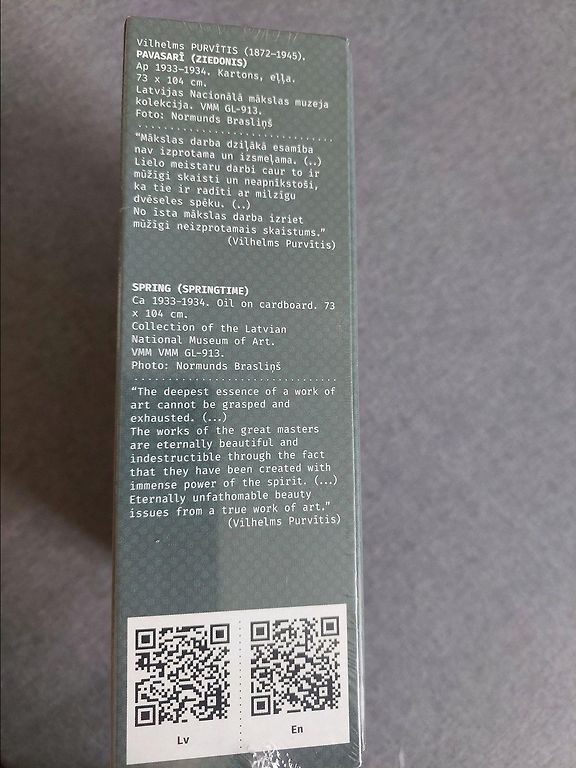 Vilhelms PURVĪTIS (1872–1945).
PAVASARĪ (ZIEDONIS)
Ap 1933–1934. Kartons, eļļa.
73 x 104 cm.
Latvijas Nacionālā mākslas muzeja
kolekcija. VMM GL-913.
Foto: Normunds Brasliņš
“Mākslas darba dziļākā esamība
nav izprotama un izsmeļama. (..)
Lielo meistaru darbi caur to ir
mūžīgi skaisti un neapnīkstoši,
ka tie ir radīti ar milzīgu
dvēseles spēku. (..)
No īsta mākslas darba izriet
mūžīgi neizprotamais skaistums.”
(Vilhelms Purvītis)
SPRING (SPRINGTIME)
Ca 1933–1934. Oil on cardboard. 73
x 104 cm.
Collection of the Latvian
National Museum of Art.
VMM VMM GL-913.
Photo: Normunds Brasliņš
“The deepest essence of a work of
art cannot be grasped and
exhausted. (...)
The works of the great masters
are eternally beautiful and
indestructible through the fact
that they have been created with
immense power of the spirit. (...)
Eternally unfathomable beauty
issues from a true work of art.”
(Vilhelms Purvītis)
Lv En